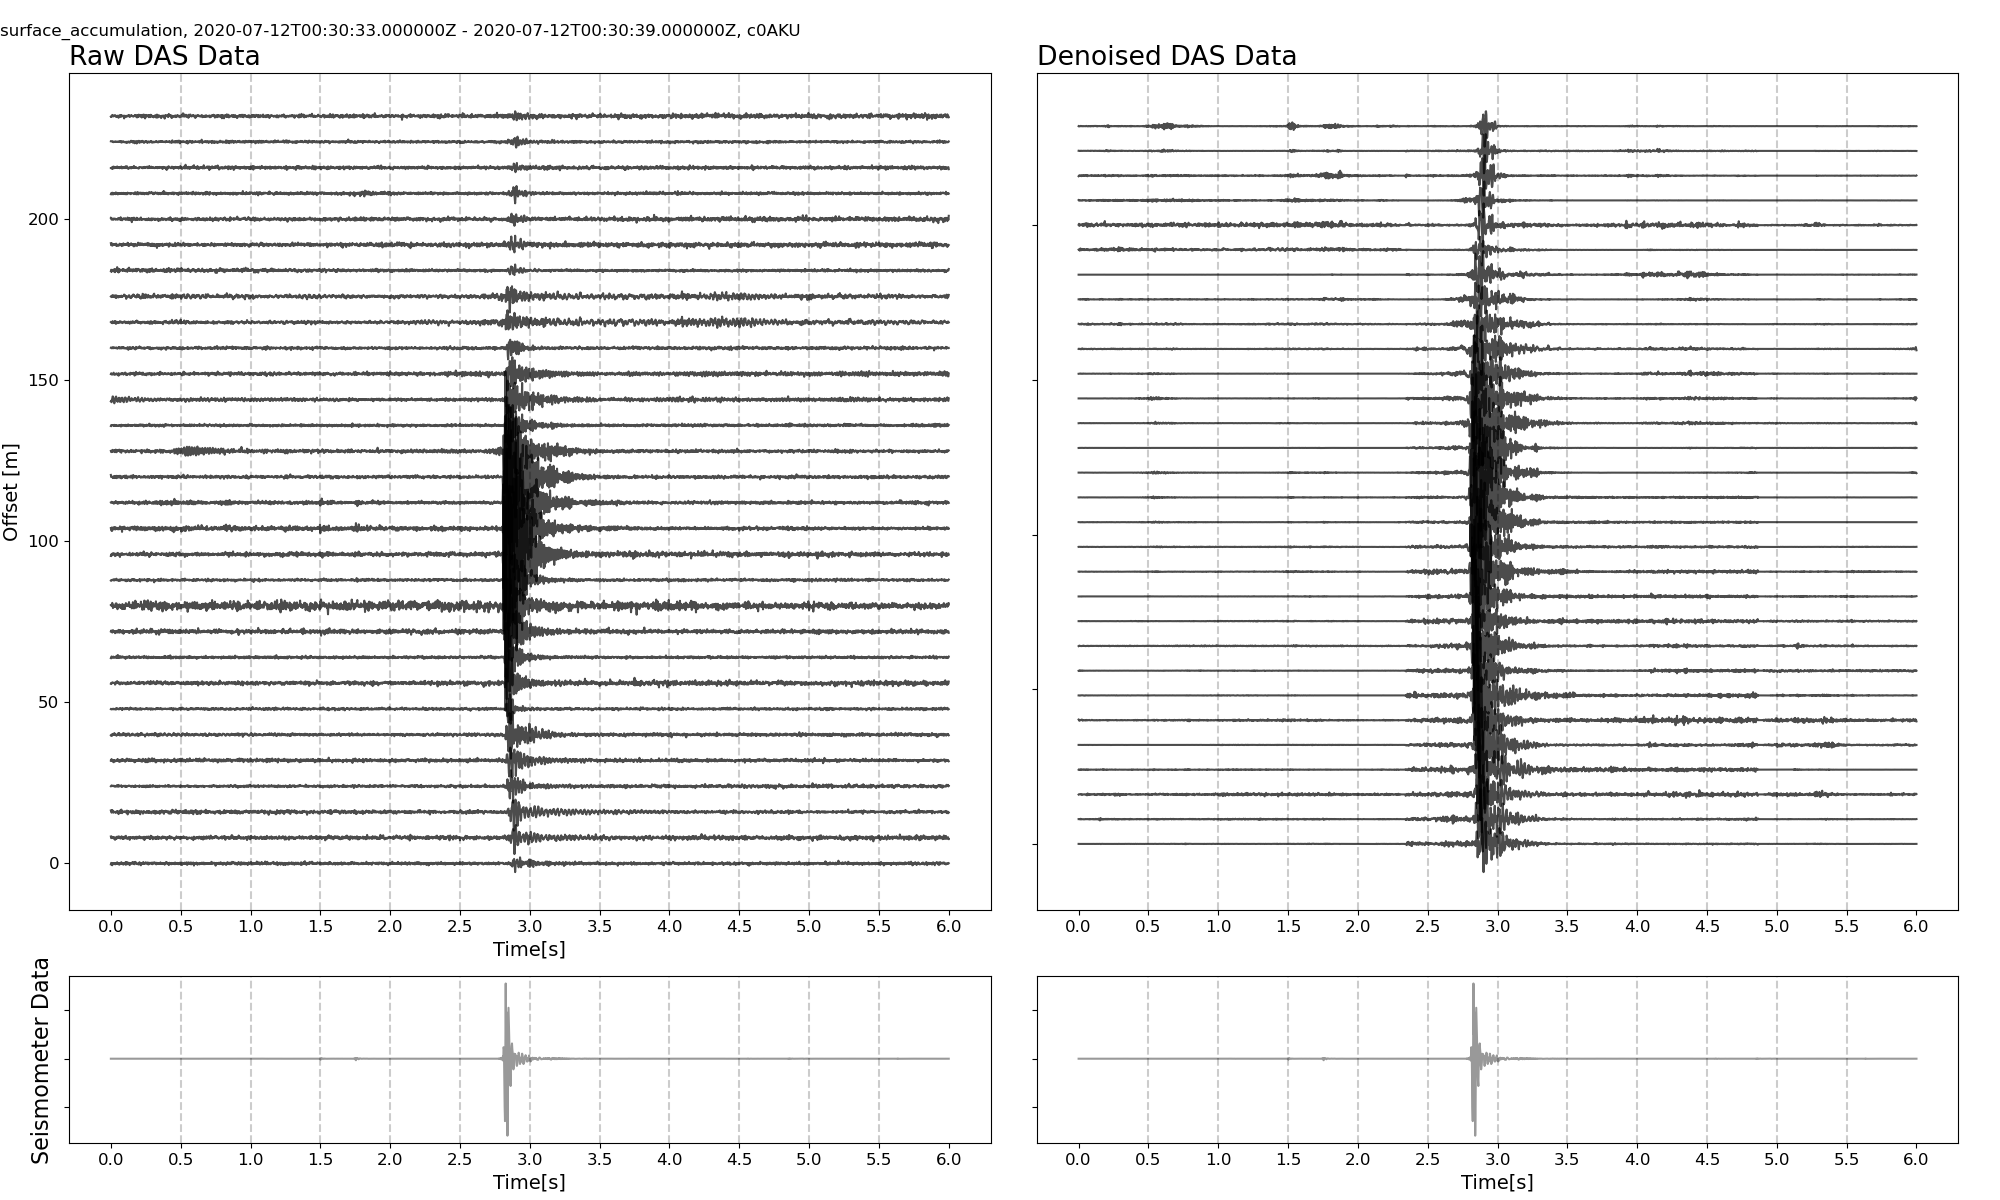 surface_accumulation, 2020-07-12T00:30:33.000000Z - 2020-07-12T00:30:39.000000Z, c0AKU
Raw DAS Data
Denoised DAS Data
Offset [m]
200
150
100
50
0
0.0 0.5 1.0 1.5 2.0 2.5 3.0 3.5 4.0 4.5 5.0 5.5 6.0
Time[s]
0.0 0.5 1.0 1.5 2.0 2.5 3.0 3.5 4.0 4.5 5.0 5.5 6.0
Seismometer Data
0.0 0.5 1.0 1.5 2.0 2.5 3.0 3.5 4.0 4.5 5.0 5.5 6.0
Time[s]
0.0 0.5 1.0 1.5 2.0 2.5 3.0 3.5 4.0 4.5 5.0 5.5 6.0
Time[s]